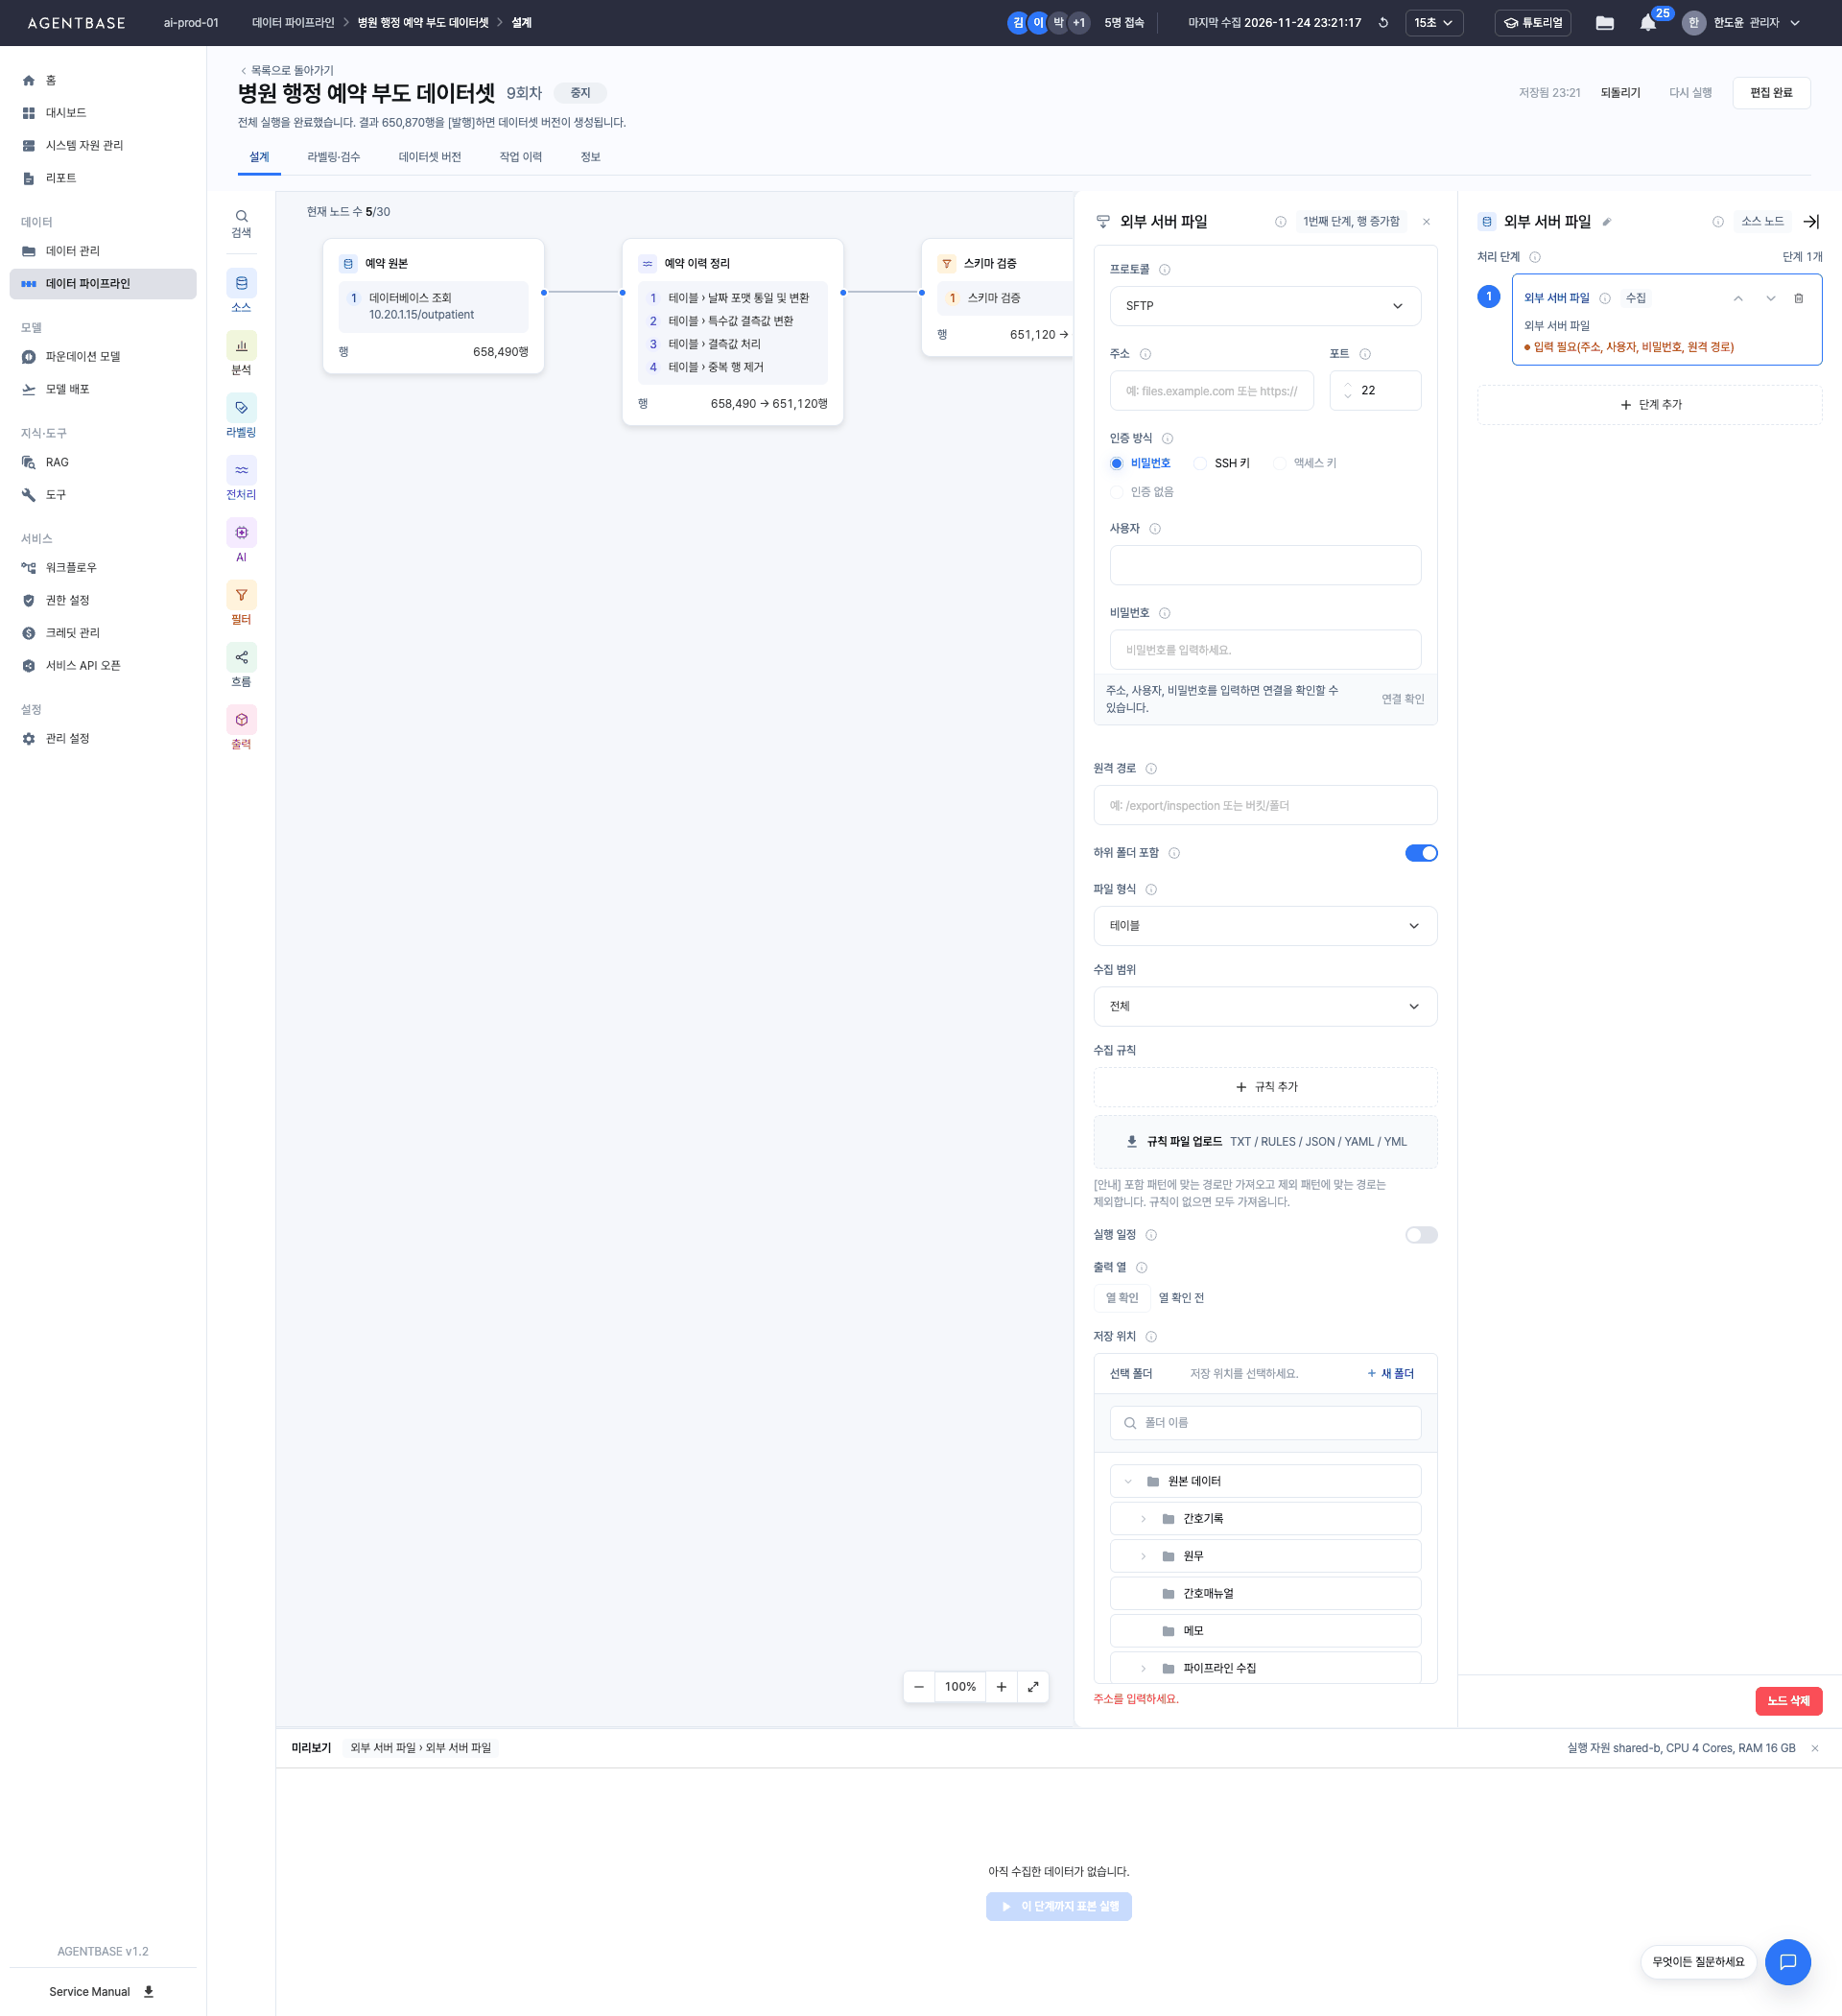 AGENTBASE
ai-prod-01
데이터 파이프라인 > 병원 행정 예약 부도 데이터셋 > 설계
김 이 박 +1 5명 접속
마지막 수집 2026-11-24 23:21:17
15초
튜토리얼
25
한 한도윤 관리자
홈
대시보드
시스템 자원 관리
리포트
데이터
데이터 관리
데이터 파이프라인
모델
파운데이션 모델
모델 배포
지식·도구
RAG
도구
서비스
워크플로우
권한 설정
크레딧 관리
서비스 API 오픈
설정
관리 설정
AGENTBASE v1.2
Service Manual
목록으로 돌아가기
병원 행정 예약 부도 데이터셋 9회차 중지
전체 실행을 완료했습니다. 결과 650,870행을 [발행]하면 데이터셋 버전이 생성됩니다.
저장됨 23:21 되돌리기 다시 실행 편집 완료
설계 라벨링·검수 데이터셋 버전 작업 이력 정보
검색
소스
분석
라벨링
전처리
AI
필터
흐름
출력
현재 노드 수 5/30
예약 원본
1 데이터베이스 조회
10.20.1.15/outpatient
행 658,490행
예약 이력 정리
1 테이블 › 날짜 포맷 통일 및 변환
2 테이블 › 특수값 결측값 변환
3 테이블 › 결측값 처리
4 테이블 › 중복 행 제거
행 658,490 → 651,120행
스키마 검증
1 스키마 검증
행 651,120 →
100%
외부 서버 파일 1번째 단계, 행 증가함
프로토콜
SFTP
주소 포트
예: files.example.com 또는 https:// 22
인증 방식
비밀번호 SSH 키 액세스 키
인증 없음
사용자
비밀번호
비밀번호를 입력하세요.
주소, 사용자, 비밀번호를 입력하면 연결을 확인할 수
있습니다.
연결 확인
원격 경로
예: /export/inspection 또는 버킷/폴더
하위 폴더 포함
파일 형식
테이블
수집 범위
전체
수집 규칙
규칙 추가
규칙 파일 업로드 TXT / RULES / JSON / YAML / YML
[안내] 포함 패턴에 맞는 경로만 가져오고 제외 패턴에 맞는 경로는
제외합니다. 규칙이 없으면 모두 가져옵니다.
실행 일정
출력 열
열 확인 열 확인 전
저장 위치
선택 폴더 저장 위치를 선택하세요. + 새 폴더
폴더 이름
원본 데이터
간호기록
원무
간호매뉴얼
메모
파이프라인 수집
주소를 입력하세요.
외부 서버 파일 소스 노드
처리 단계 단계 1개
1 외부 서버 파일 수집
외부 서버 파일
입력 필요(주소, 사용자, 비밀번호, 원격 경로)
단계 추가
노드 삭제
미리보기 외부 서버 파일 › 외부 서버 파일
실행 자원 shared-b, CPU 4 Cores, RAM 16 GB
아직 수집한 데이터가 없습니다.
이 단계까지 표본 실행
무엇이든 질문하세요